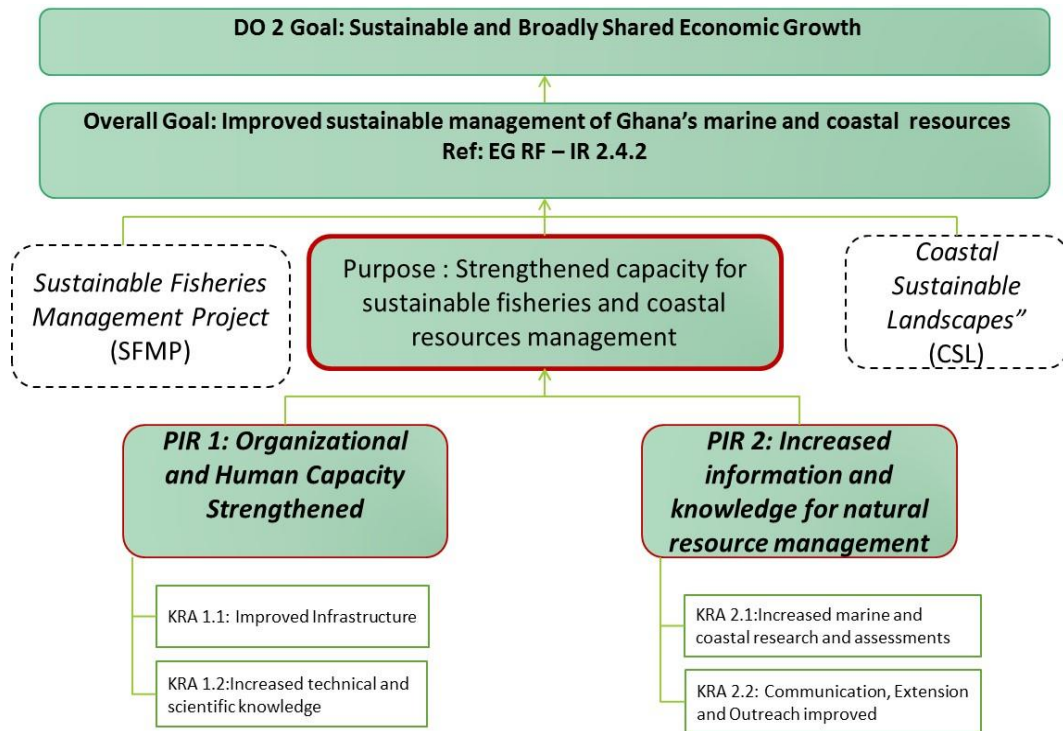 DO 2 Goal: Sustainable and Broadly Shared Economic Growth
Overall Goal: Improved sustainable management of Ghana's marine and coastal resources
Ref: EG RF – IR 2.4.2
Sustainable Fisheries
Management Project
(SFMP)
Purpose : Strengthened capacity for
sustainable fisheries and coastal
resources management
Coastal
Sustainable
Landscapes”
(CSL)
PIR 1: Organizational
and Human Capacity
Strengthened
PIR 2: Increased
information and
knowledge for natural
resource management
KRA 1.1: Improved Infrastructure
KRA 1.2:Increased technical and
scientific knowledge
KRA 2.1:Increased marine and
coastal research and assessments
KRA 2.2: Communication, Extension
and Outreach improved